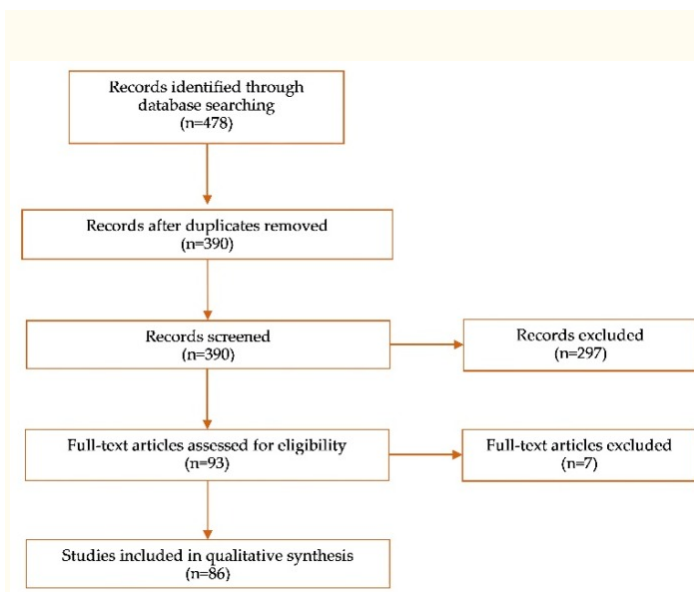 Records identified through
database searching
(n=478)
Records after duplicates removed
(n=390)
Records screened
(n=390)
Records excluded
(n=297)
Full-text articles assessed for eligibility
(n=93)
Full-text articles excluded
(n=7)
Studies included in qualitative synthesis
(n=86)